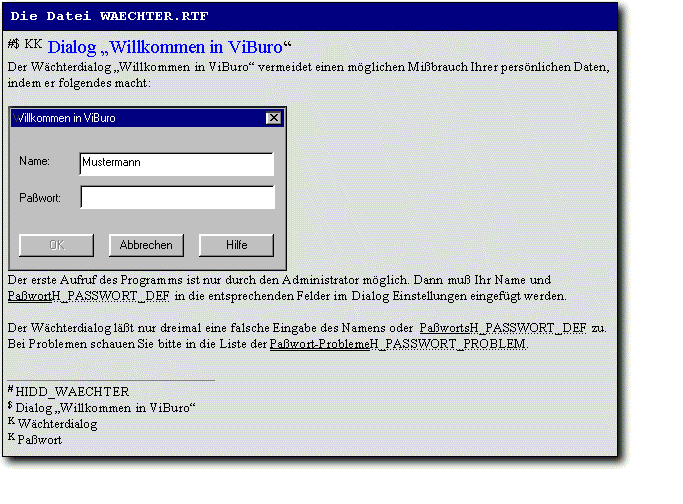 Die Datei WAECHTER.RTF
#$ KK Dialog „Willkommen in ViBuro“
Der Wächterdialog „Willkommen in ViBuro“ vermeidet einen möglichen Mißbrauch Ihrer persönlichen Daten,
indem er folgendes macht:
Willkommen in ViBuro
Name: Mustermann
Paßwort:
OK Abbrechen Hilfe
Der erste Aufruf des Programms ist nur durch den Administrator möglich. Dann muß Ihr Name und
PaßwortH_PASSWORT_DEF in die entsprechenden Felder im Dialog Einstellungen eingefügt werden.
Der Wächterdialog läßt nur dreimal eine falsche Eingabe des Namens oder PaßwortsH_PASSWORT_DEF zu.
Bei Problemen schauen Sie bitte in die Liste der Paßwort-ProblemeH_PASSWORT_PROBLEM.
# HIDD_WAECHTER
$ Dialog „Willkommen in ViBuro“
K Wächterdialog
K Paßwort